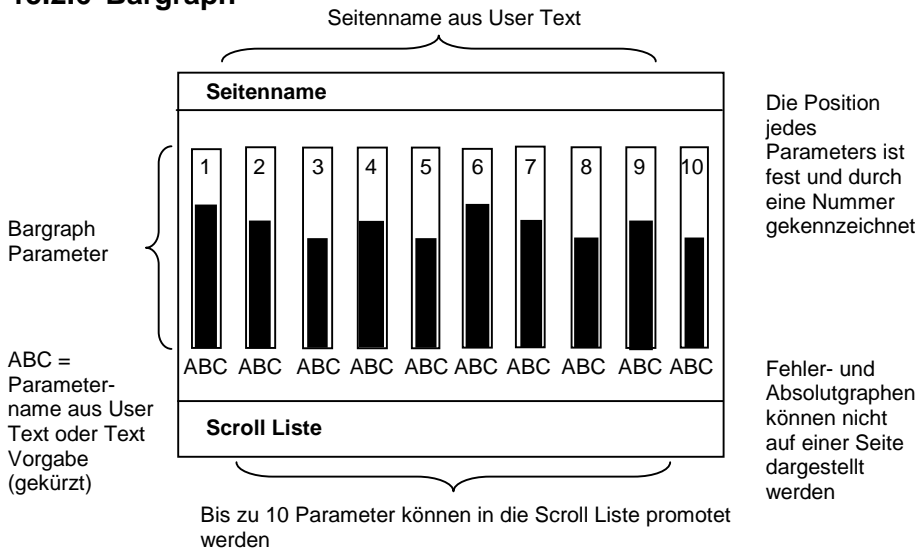 Bargraph
Seitenname aus User Text
Seitenname
Die Position
jedes
Parameters ist
fest und durch
eine Nummer
gekennzeichnet
1 2 3 4 5 6 7 8 9 10
Bargraph
Parameter
ABC =
Parameter-
name aus User
Text oder Text
Vorgabe
(gekürzt)
ABC ABC ABC ABC ABC ABC ABC ABC ABC ABC
Fehler- und
Absolutgraphen
können nicht
auf einer Seite
dargestellt
werden
Scroll Liste
Bis zu 10 Parameter können in die Scroll Liste promotet
werden